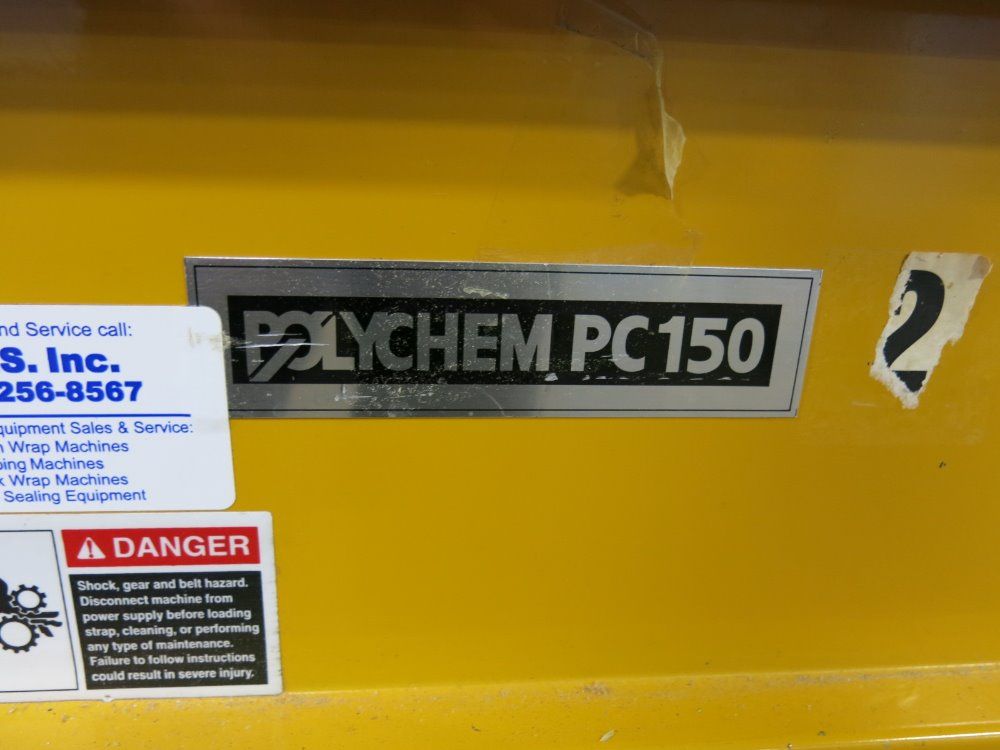 POLYCHEM PC150
2
nd Service call:
S. Inc.
256-8567
quipment Sales & Service:
Wrap Machines
ping Machines
k Wrap Machines
Sealing Equipment
DANGER
Shock, gear and belt hazard.
Disconnect machine from
power supply before loading
strap, cleaning, or performing
any type of maintenance.
Failure to follow instructions
could result in severe injury.